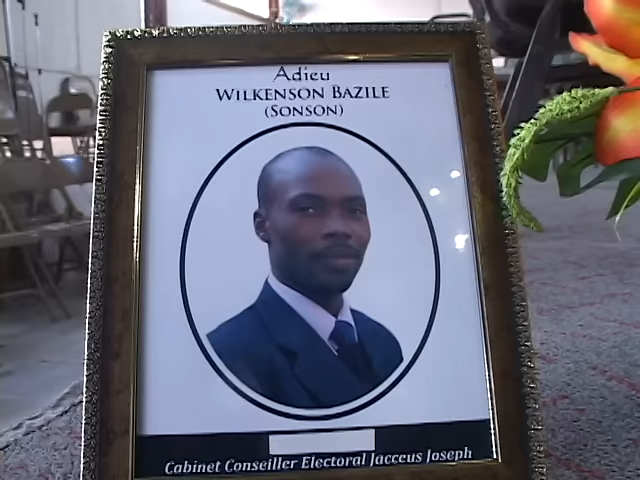 Adieu
WILKENSON BAZILE
(SONSON)
Cabinet Conseiller Electoral Jacceus Joseph